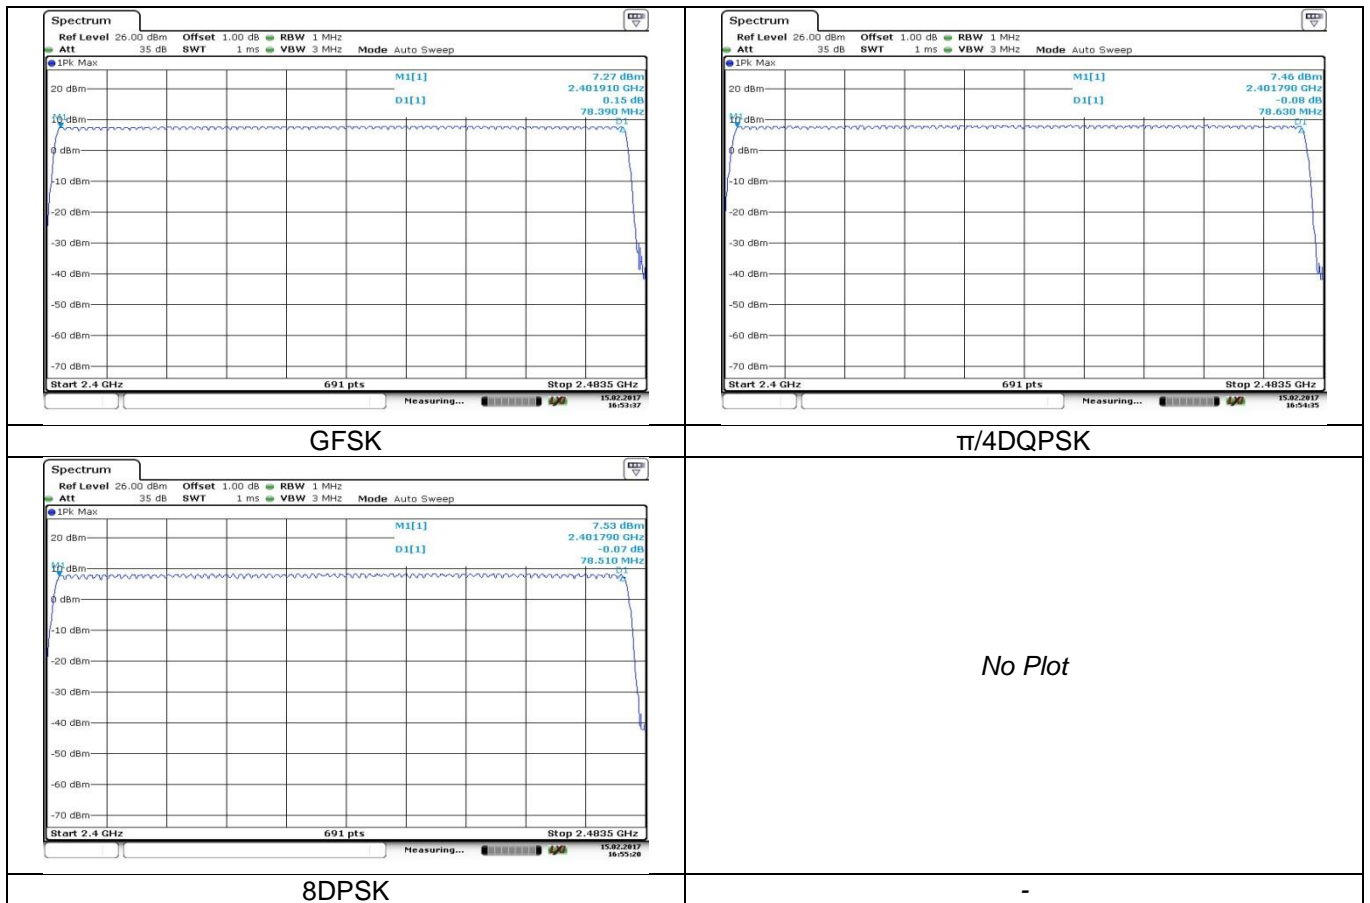 Spectrum
Ref Level 26.00 dBm Offset 1.00 dB RBW 1 MHz
Att 35 dB SWT 1 ms VBW 3 MHz Mode Auto Sweep
1Pk Max
M1[1] 7.27 dBm
2.401910 GHz
20 dBm
D1[1] 0.15 dB
78.390 MHz
M1
10 dBm
D1
0 dBm
-10 dBm
-20 dBm
-30 dBm
-40 dBm
-50 dBm
-60 dBm
-70 dBm
Start 2.4 GHz 691 pts Stop 2.4835 GHz
Measuring... 15.02.2017
16:53:37
GFSK
Spectrum
Ref Level 26.00 dBm Offset 1.00 dB RBW 1 MHz
Att 35 dB SWT 1 ms VBW 3 MHz Mode Auto Sweep
1Pk Max
M1[1] 7.46 dBm
2.401790 GHz
20 dBm
D1[1] -0.08 dB
78.630 MHz
M1
10 dBm
D1
0 dBm
-10 dBm
-20 dBm
-30 dBm
-40 dBm
-50 dBm
-60 dBm
-70 dBm
Start 2.4 GHz 691 pts Stop 2.4835 GHz
Measuring... 15.02.2017
16:54:35
π/4DQPSK
Spectrum
Ref Level 26.00 dBm Offset 1.00 dB RBW 1 MHz
Att 35 dB SWT 1 ms VBW 3 MHz Mode Auto Sweep
1Pk Max
M1[1] 7.53 dBm
2.401790 GHz
20 dBm
D1[1] -0.07 dB
78.510 MHz
M1
10 dBm
D1
0 dBm
-10 dBm
-20 dBm
-30 dBm
-40 dBm
-50 dBm
-60 dBm
-70 dBm
Start 2.4 GHz 691 pts Stop 2.4835 GHz
Measuring... 15.02.2017
16:55:20
8DPSK
No Plot
-